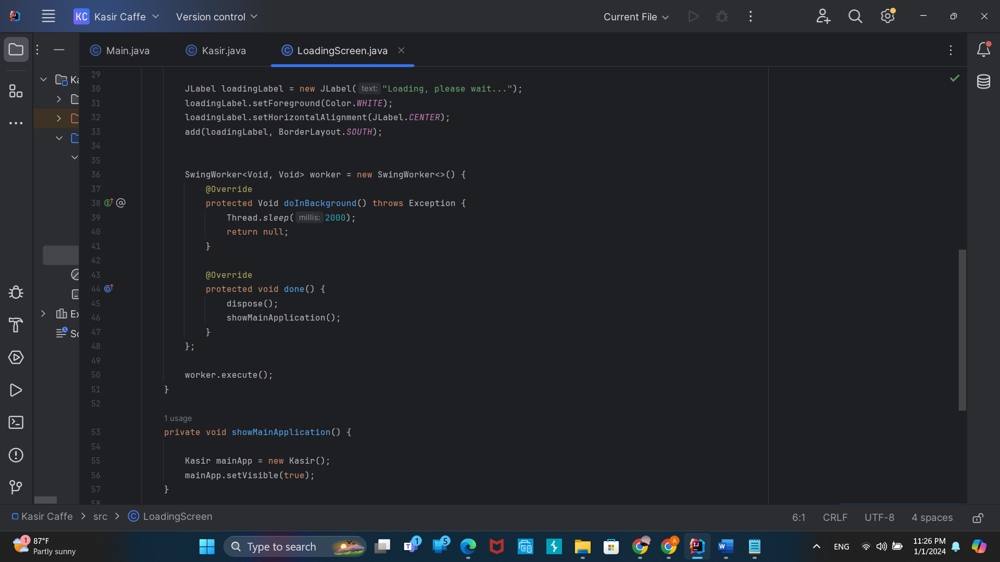 KC Kasir Caffe Version control Current File
Main.java Kasir.java LoadingScreen.java
Ka
Ex
Sc
29
30 JLabel loadingLabel = new JLabel( text: "Loading, please wait...");
31 loadingLabel.setForeground(Color.WHITE);
32 loadingLabel.setHorizontalAlignment(JLabel.CENTER);
33 add(loadingLabel, BorderLayout.SOUTH);
34
35
36 SwingWorker<Void, Void> worker = new SwingWorker<>() {
37 @Override
38 protected Void doInBackground() throws Exception {
39 Thread.sleep( millis: 2000);
40 return null;
41 }
42
43 @Override
44 protected void done() {
45 dispose();
46 showMainApplication();
47 }
48 };
49
50 worker.execute();
51 }
52
1 usage
53 private void showMainApplication() {
54
55 Kasir mainApp = new Kasir();
56 mainApp.setVisible(true);
57 }
58
Kasir Caffe > src > LoadingScreen 6:1 CRLF UTF-8 4 spaces
1 87°F
Partly sunny
Type to search
1
5
A
ENG
11:26 PM
1/1/2024